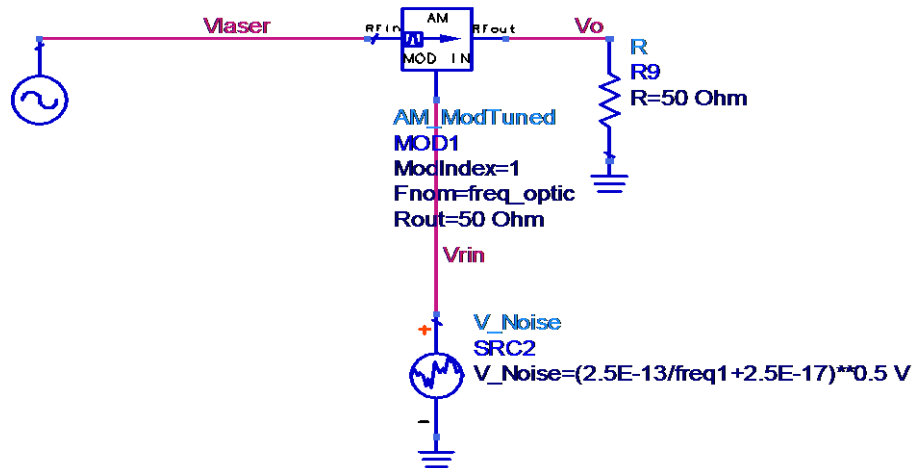 Vlaser
RFin
AM
RFout
MOD IN
Vo
R
R9
R=50 Ohm
AM_ModTuned
MOD1
ModIndex=1
Fnom=freq_optic
Rout=50 Ohm
Vrin
+
V_Noise
SRC2
V_Noise=(2.5E-13/freq1+2.5E-17)**0.5 V
-